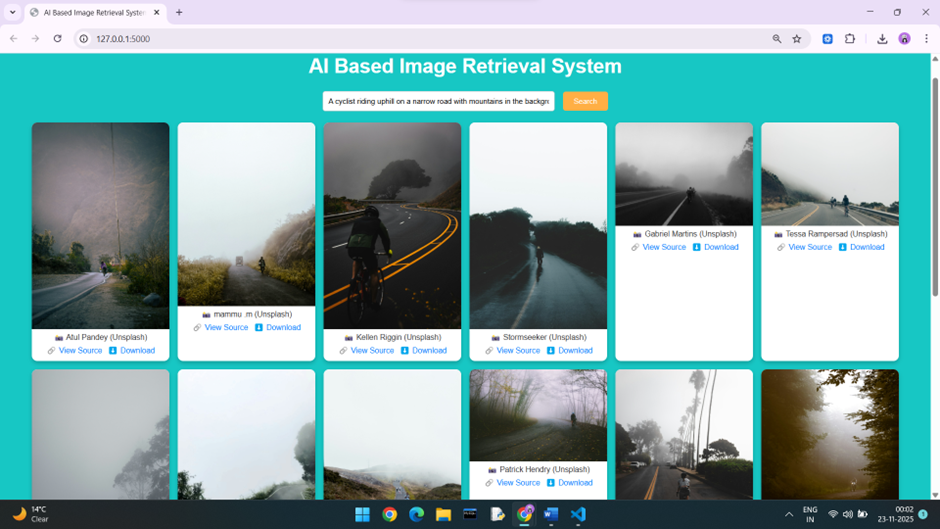 AI Based Image Retrieval System
127.0.0.1:5000
AI Based Image Retrieval System
A cyclist riding uphill on a narrow road with mountains in the backgr
Search
Atul Pandey (Unsplash)
View Source Download
mammu .m (Unsplash)
View Source Download
Kellen Riggin (Unsplash)
View Source Download
Stormseeker (Unsplash)
View Source Download
Gabriel Martins (Unsplash)
View Source Download
Tessa Rampersad (Unsplash)
View Source Download
Patrick Hendry (Unsplash)
View Source Download
14°C
Clear
ENG
IN
00:02
23-11-2025